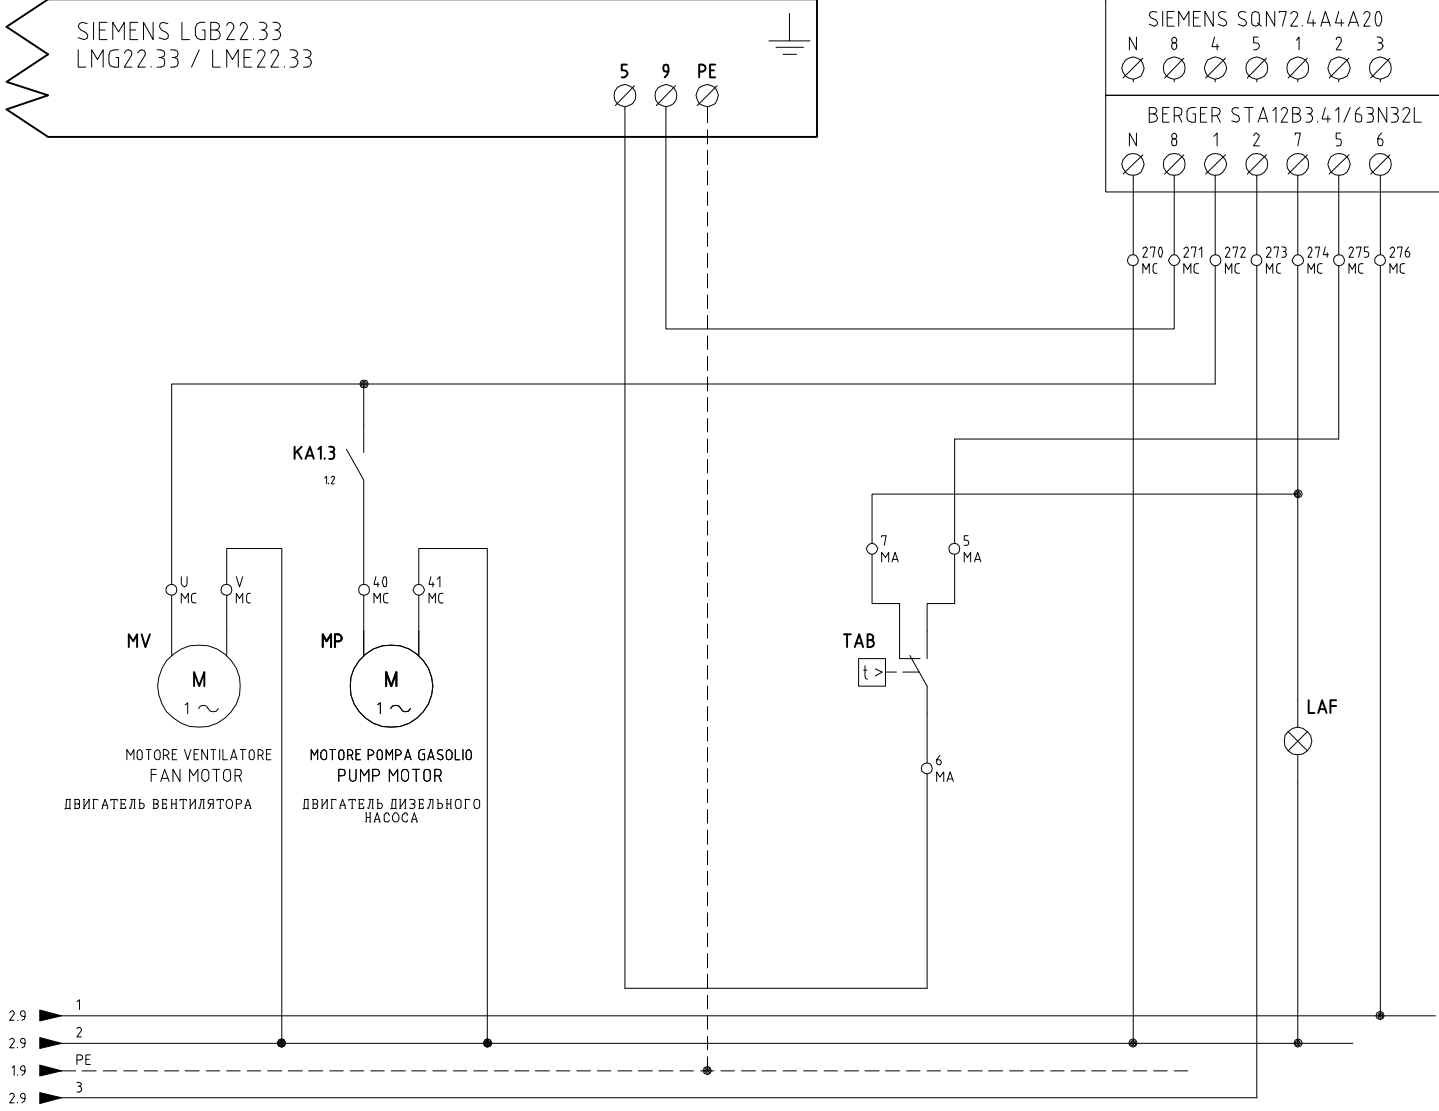 SIEMENS LGB22.33
LMG22.33 / LME22.33
5 9 PE
SIEMENS SQN72.4A4A20
N 8 4 5 1 2 3
BERGER STA12B3.41/63N32L
N 8 1 2 7 5 6
270 271 272 273 274 275 276
MC MC MC MC MC MC MC
KA1.3
1.2
7 5
MA MA
U V 40 41
MC MC MC MC
MV MP TAB
t >
M M
1 1
LAF
MOTORE VENTILATORE
FAN MOTOR
ДВИГАТЕЛЬ ВЕНТИЛЯТОРА
MOTORE POMPA GASOLIO
PUMP MOTOR
ДВИГАТЕЛЬ ДИЗЕЛЬНОГО
НАСОСА
6
MA
2.9 1
2.9 2
1.9 PE
2.9 3